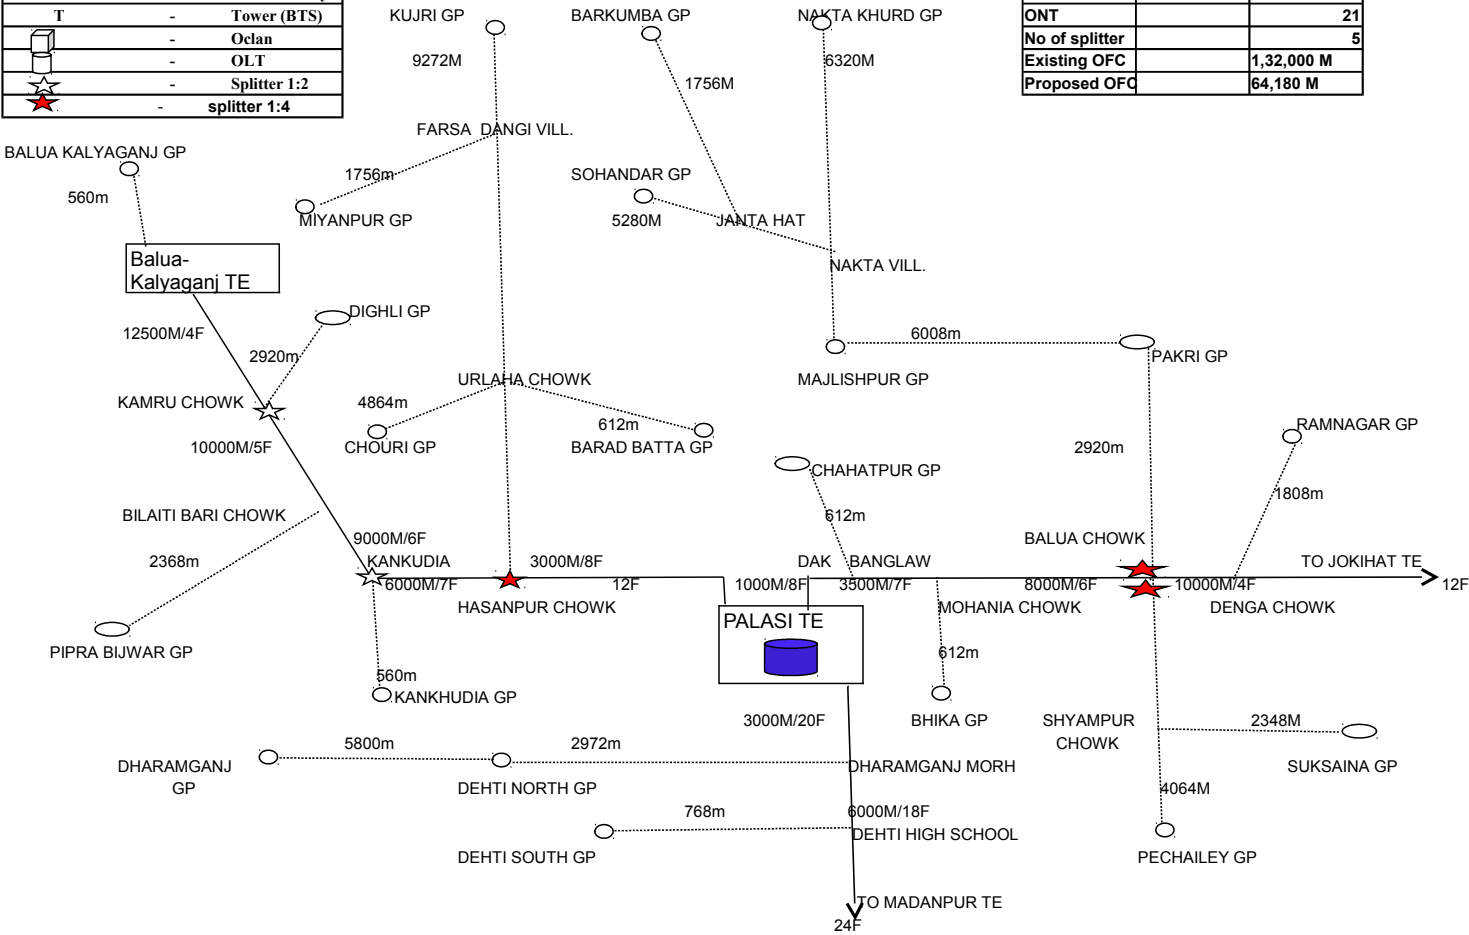 T - Tower (BTS)
- Oclan
- OLT
- Splitter 1:2
- splitter 1:4
ONT 21
No of splitter 5
Existing OFC 1,32,000 M
Proposed OFC 64,180 M
KUJRI GP
BARKUMBA GP
NAKTA KHURD GP
9272M
1756M
6320M
FARSA DANGI VILL.
BALUA KALYAGANJ GP
560m
1756m
MIYANPUR GP
SOHANDAR GP
5280M
JANTA HAT
NAKTA VILL.
Balua-
Kalyaganj TE
12500M/4F
DIGHLI GP
2920m
KAMRU CHOWK
10000M/5F
URLAHA CHOWK
4864m
CHOURI GP
612m
BARAD BATTA GP
6008m
MAJLISHPUR GP
PAKRI GP
2920m
RAMNAGAR GP
1808m
CHAHATPUR GP
612m
BILAITI BARI CHOWK
2368m
PIPRA BIJWAR GP
9000M/6F
KANKUDIA
6000M/7F
3000M/8F
HASANPUR CHOWK
12F
DAK BANGLAW
1000M/8F
3500M/7F
BALUA CHOWK
MOHANIA CHOWK
8000M/6F
10000M/4F
DENGA CHOWK
TO JOKIHAT TE
12F
PALASI TE
560m
KANKHUDIA GP
612m
BHIKA GP
3000M/20F
SHYAMPUR
CHOWK
2348M
SUKSAINA GP
4064M
PECHAILEY GP
DHARAMGANJ
GP
5800m
2972m
DEHTI NORTH GP
DHARAMGANJ MORH
768m
6000M/18F
DEHTI HIGH SCHOOL
DEHTI SOUTH GP
TO MADANPUR TE
24F